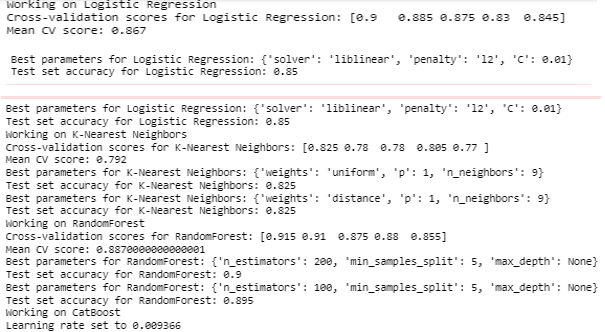 Working on Logistic Regression
Cross-validation scores for Logistic Regression: [0.9   0.885 0.875 0.83  0.845]
Mean CV score: 0.867
Best parameters for Logistic Regression: {'solver': 'liblinear', 'penalty': 'l2', 'C': 0.01}
Test set accuracy for Logistic Regression: 0.85
Best parameters for Logistic Regression: {'solver': 'liblinear', 'penalty': 'l2', 'C': 0.01}
Test set accuracy for Logistic Regression: 0.85
Working on K-Nearest Neighbors
Cross-validation scores for K-Nearest Neighbors: [0.825 0.78  0.78  0.805 0.77 ]
Mean CV score: 0.792
Best parameters for K-Nearest Neighbors: {'weights': 'uniform', 'p': 1, 'n_neighbors': 9}
Test set accuracy for K-Nearest Neighbors: 0.825
Best parameters for K-Nearest Neighbors: {'weights': 'distance', 'p': 1, 'n_neighbors': 9}
Test set accuracy for K-Nearest Neighbors: 0.825
Working on RandomForest
Cross-validation scores for RandomForest: [0.915 0.91  0.875 0.88  0.855]
Mean CV score: 0.8870000000000001
Best parameters for RandomForest: {'n_estimators': 200, 'min_samples_split': 5, 'max_depth': None}
Test set accuracy for RandomForest: 0.9
Best parameters for RandomForest: {'n_estimators': 100, 'min_samples_split': 5, 'max_depth': None}
Test set accuracy for RandomForest: 0.895
Working on CatBoost
Learning rate set to 0.009366